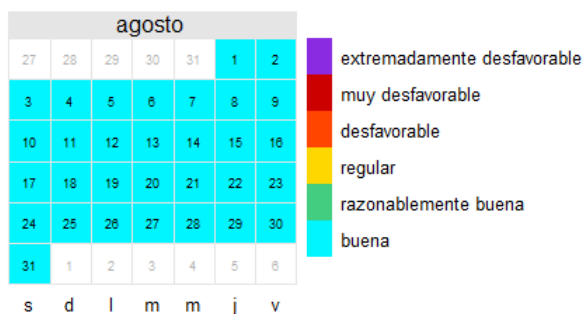 agosto
27 28 29 30 31 1 2
3 4 5 6 7 8 9
10 11 12 13 14 15 16
17 18 19 20 21 22 23
24 25 26 27 28 29 30
31 1 2 3 4 5 6
s d l m m j v
extremadamente desfavorable
muy desfavorable
desfavorable
regular
razonablemente buena
buena